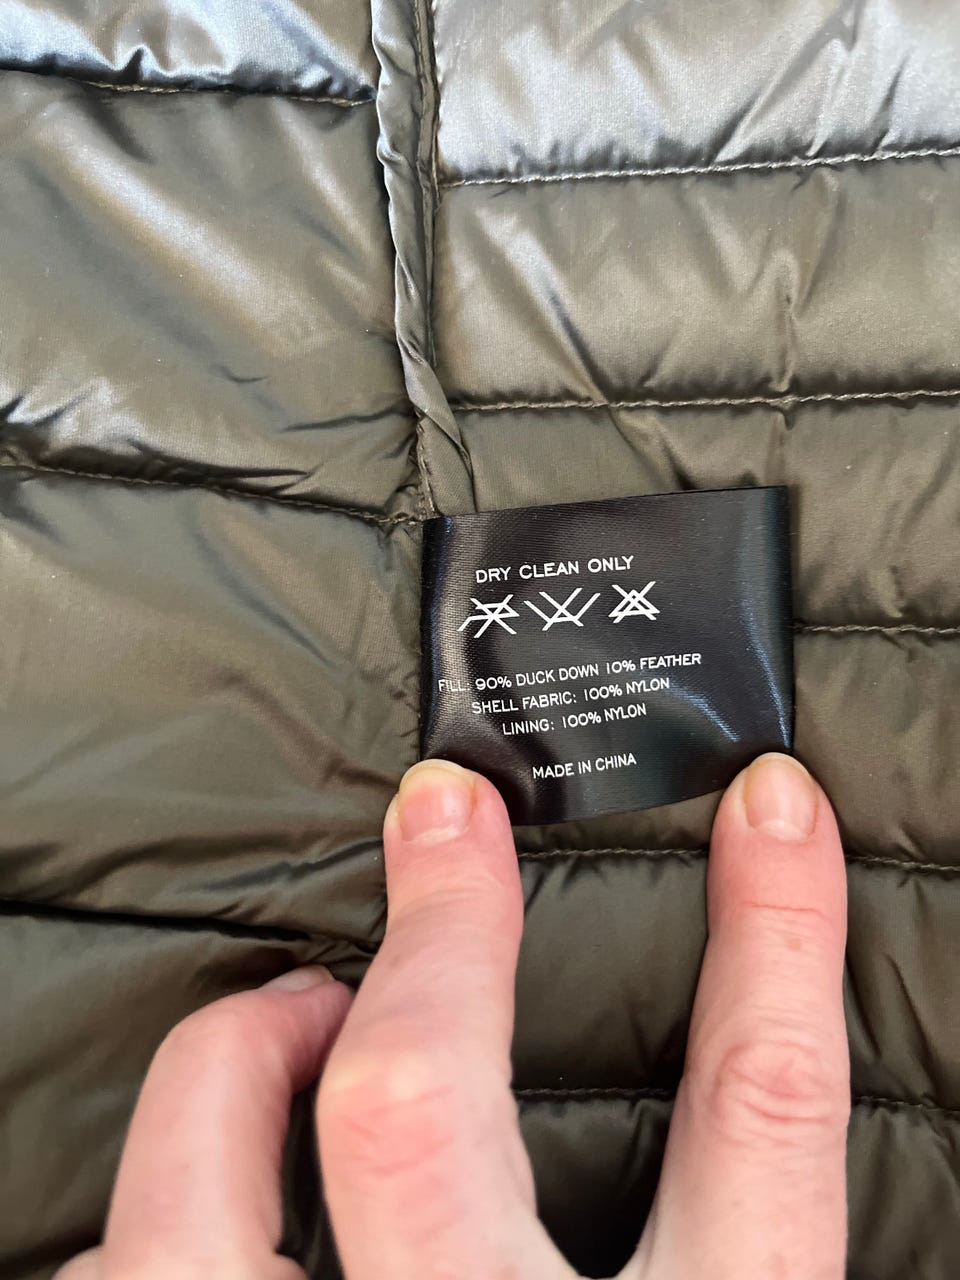 DRY CLEAN ONLY
FILL: 90% DUCK DOWN 10% FEATHER
SHELL FABRIC: 100% NYLON
LINING: 100% NYLON
MADE IN CHINA